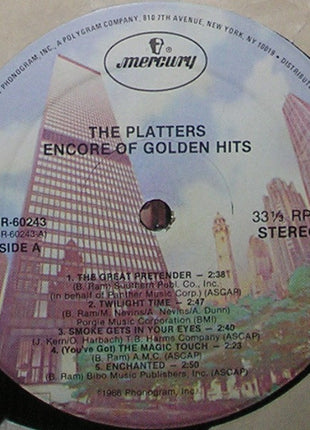 PHONOGRAM, INC., A POLYGRAM COMPANY, 810 7TH AVENUE, NEW YORK, NY 10019 • DISTRIBUT
mercury
THE PLATTERS
ENCORE OF GOLDEN HITS
R-60243
R-60243-A)
SIDE A
33⅓ RP
STEREO
1. THE GREAT PRETENDER – 2:38
(B. Ram) Southern Publ. Co., Inc.
(in behalf of Panther Music Corp.) (ASCAP)
2. TWILIGHT TIME – 2:47
(B. Ram/M. Nevins/A. Nevins/A. Dunn)
Porgie Music Corporation (BMI)
3. SMOKE GETS IN YOUR EYES – 2:40
(J. Kern/O. Harbach) T.B. Harms Company (ASCAP)
4. (You've Got) THE MAGIC TOUCH – 2:23
(B. Ram) A.M.C. (ASCAP)
5. ENCHANTED – 2:50
(B. Ram) Bibo Music Publishers, Inc. (ASCAP)
Phonogram, Inc.